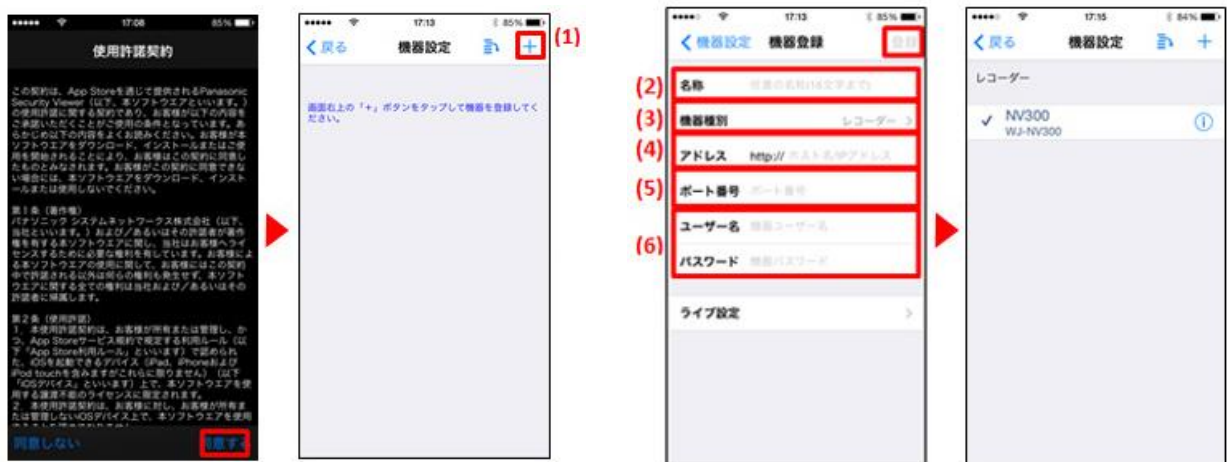 17:08
85%
使用許諾契約
この契約は、App Storeを通じて提供されるPanasonic
Security Viewer（以下、本ソフトウエアといいます。）
の使用許諾に関する契約であり、お客様が以下の内容を
ご承諾いただくことがご使用の条件となっています。あ
らかじめ以下の内容をよくお読みください。お客様が本
ソフトウエアをダウンロード、インストールまたはご使
用を開始されることにより、お客様はこの契約に同意し
たものとみなされます。お客様がこの契約に同意できな
い場合には、本ソフトウエアをダウンロード、インスト
ールまたは使用しないでください。
第1条（著作権）
パナソニック システムネットワークス株式会社（以下、
当社といいます。）および／あるいはその許諾者が著作
権を有する本ソフトウエアに関し、当社はお客様へライ
センスするために必要な権利を有しています。お客様によ
る本ソフトウエアの使用に関して、お客様にはこの契約
中で許諾される以外は何らの権利も発生せず、本ソフト
ウエアに関する全ての権利は当社および／あるいはその
許諾者に帰属します。
第2条（使用許諾）
1．本使用許諾契約は、お客様が所有または管理し、か
つ、App Storeサービス規約で規定する利用ルール（以
下「App Store利用ルール」といいます）で認められ
た、iOSを起動できるデバイス（iPad、iPhoneおよび
iPod touchを含みますがこれらに限りません）（以下
「iOSデバイス」といいます）上で、本ソフトウエアを使
用する譲渡不能のライセンスに限定されます。
2．本使用許諾契約は、お客様に対し、お客様が所有ま
たは管理しないiOSデバイス上で、本ソフトウエアを使用
同意しない
同意する
17:13
85%
戻る
機器設定
+
(1)
画面右上の「+」ボタンをタップして機器を登録してく
ださい。
17:13
85%
機器設定
機器登録
登録
(2)
名称
任意の名称(16文字まで)
(3)
機器種別
レコーダー
(4)
アドレス
http://
ホスト名/IPアドレス
(5)
ポート番号
ポート番号
(6)
ユーザー名
機器ユーザー名
パスワード
機器パスワード
ライブ設定
17:15
84%
戻る
機器設定
+
レコーダー
NV300
WJ-NV300